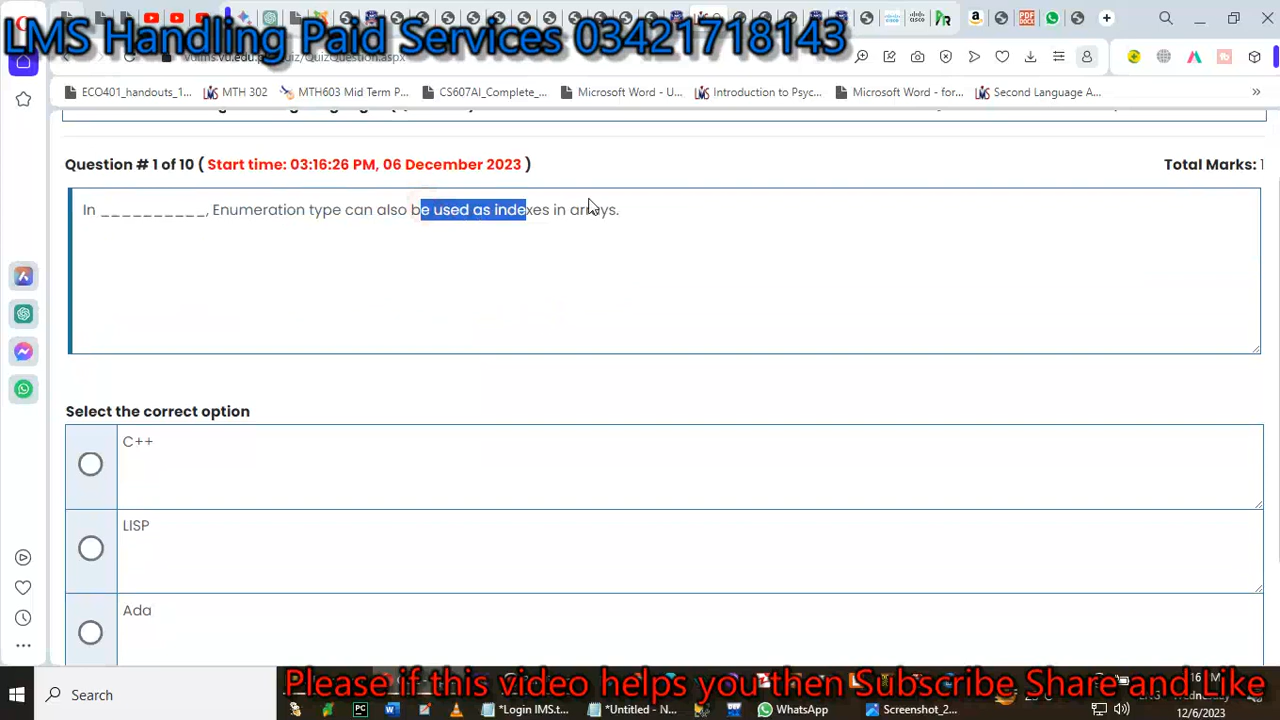 LMS Handling Paid Services 03421718143
ECO401_handouts_1...
MTH 302
MTH603 Mid Term P...
CS607AI_Complete_...
Microsoft Word - U...
Introduction to Psyc...
Microsoft Word - for...
Second Language A...
Question # 1 of 10 ( Start time: 03:16:26 PM, 06 December 2023 )
Total Marks: 1
In __________, Enumeration type can also be used as indexes in arrays.
Select the correct option
C++
LISP
Ada
Please if this video helps you then Subscribe Share and Like
Search
*Login IMS.t...
*Untitled - N...
WhatsApp
Screenshot_2...
12/6/2023